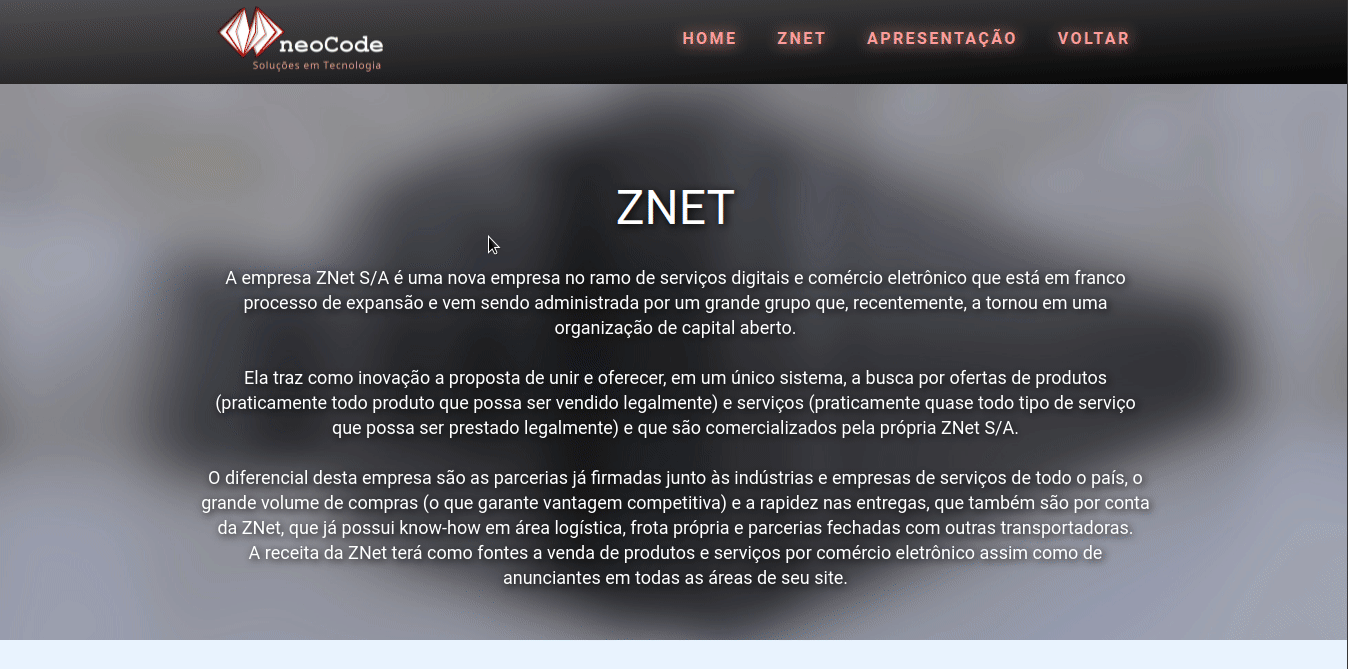 neoCode
Soluções em Tecnologia
HOME ZNET APRESENTAÇÃO VOLTAR
ZNET
A empresa ZNet S/A é uma nova empresa no ramo de serviços digitais e comércio eletrônico que está em franco
processo de expansão e vem sendo administrada por um grande grupo que, recentemente, a tornou em uma
organização de capital aberto.
Ela traz como inovação a proposta de unir e oferecer, em um único sistema, a busca por ofertas de produtos
(praticamente todo produto que possa ser vendido legalmente) e serviços (praticamente quase todo tipo de serviço
que possa ser prestado legalmente) e que são comercializados pela própria ZNet S/A.
O diferencial desta empresa são as parcerias já firmadas junto às indústrias e empresas de serviços de todo o país, o
grande volume de compras (o que garante vantagem competitiva) e a rapidez nas entregas, que também são por conta
da ZNet, que já possui know-how em área logística, frota própria e parcerias fechadas com outras transportadoras.
A receita da ZNet terá como fontes a venda de produtos e serviços por comércio eletrônico assim como de
anunciantes em todas as áreas de seu site.